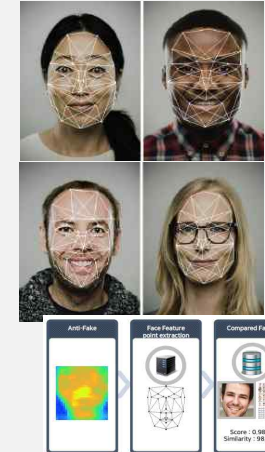 Anti-Fake
Face Feature
point extraction
Compared Fa
Score : 0.98
Similarity : 98.